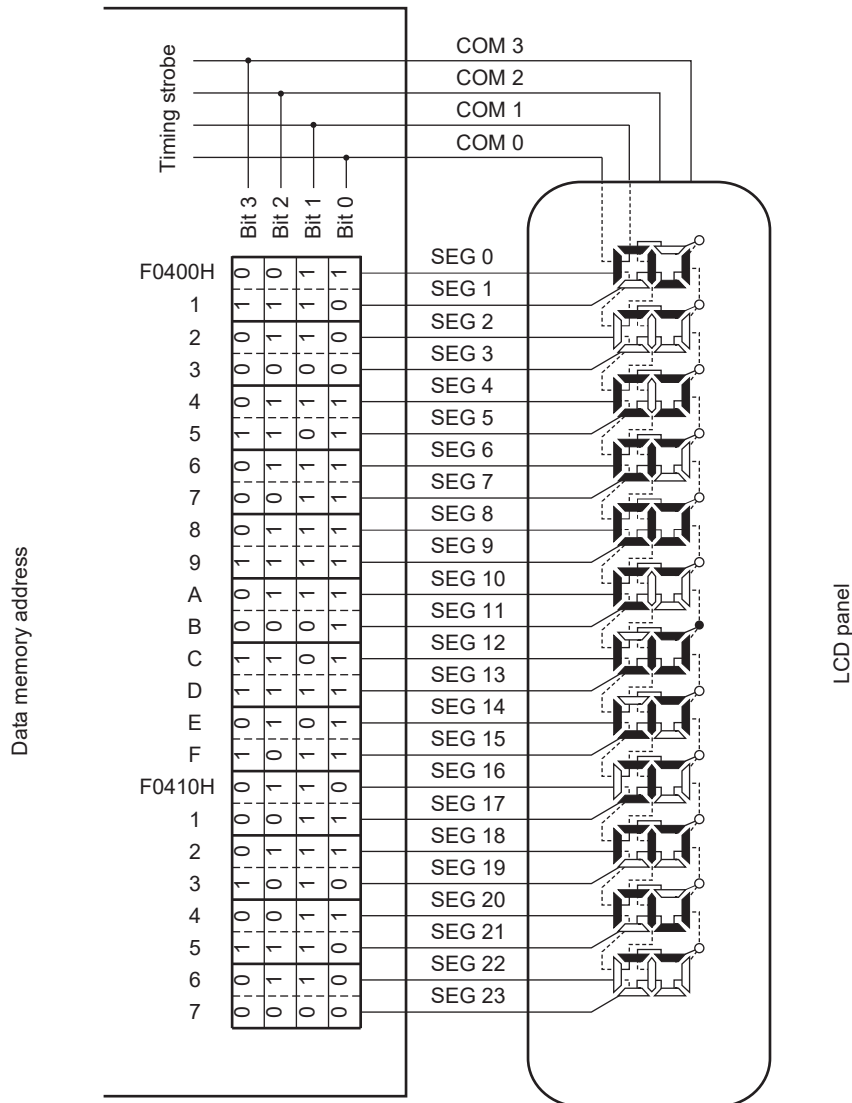 Timing strobe
COM 3
COM 2
COM 1
COM 0
Bit 3 Bit 2 Bit 1 Bit 0
F0400H 0 0 1 1 SEG 0
1 1 1 1 0 SEG 1
2 0 1 1 0 SEG 2
3 0 0 0 0 SEG 3
4 0 1 1 1 SEG 4
5 1 1 0 1 SEG 5
6 0 1 1 1 SEG 6
7 0 0 1 1 SEG 7
8 0 1 1 1 SEG 8
9 1 1 1 1 SEG 9
A 0 1 1 1 SEG 10
B 0 0 0 1 SEG 11
C 1 1 0 1 SEG 12
D 1 1 1 1 SEG 13
E 0 1 0 1 SEG 14
F 1 0 1 1 SEG 15
F0410H 0 1 1 0 SEG 16
1 0 0 1 1 SEG 17
2 0 1 1 1 SEG 18
3 1 0 1 0 SEG 19
4 0 0 1 1 SEG 20
5 1 1 1 0 SEG 21
6 0 1 1 0 SEG 22
7 0 0 0 0 SEG 23
Data memory address
LCD panel